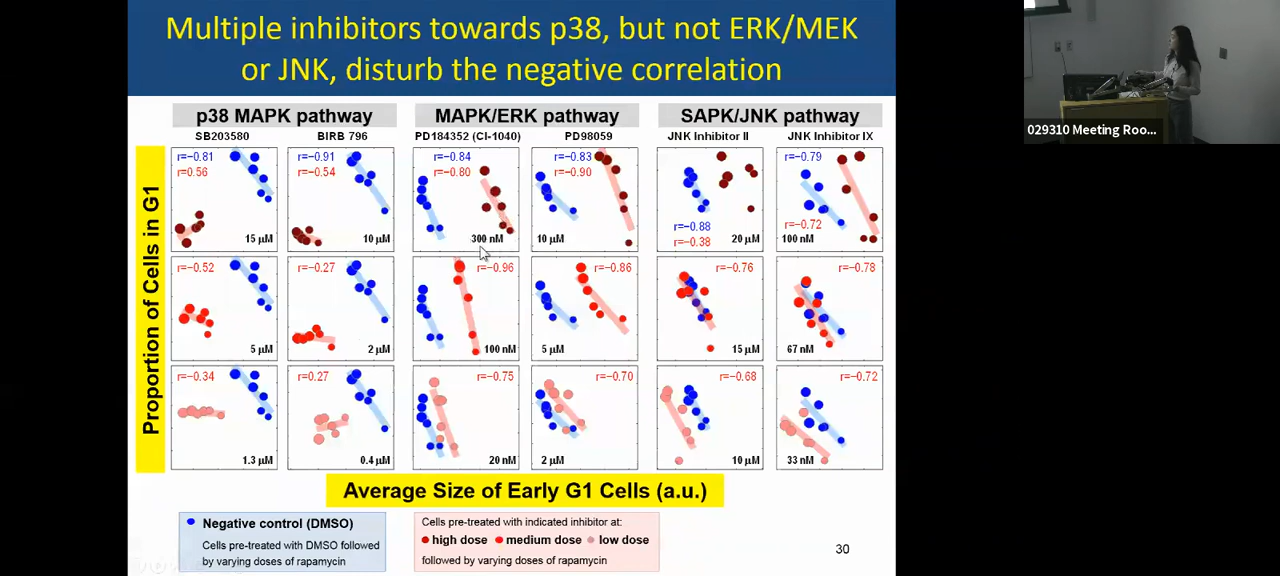 Multiple inhibitors towards p38, but not ERK/MEK
or JNK, disturb the negative correlation
029310 Meeting Roo...
p38 MAPK pathway
MAPK/ERK pathway
SAPK/JNK pathway
SB203580
BIRB 796
PD184352 (CI-1040)
PD98059
JNK Inhibitor II
JNK Inhibitor IX
Proportion of Cells in G1
r=-0.81
r=0.56
15 µM
r=-0.91
r=-0.54
10 µM
r=-0.84
r=-0.80
300 nM
r=-0.83
r=-0.90
10 µM
r=-0.88
r=-0.38
20 µM
r=-0.79
r=-0.72
100 nM
r=-0.52
5 µM
r=-0.27
2 µM
r=-0.96
100 nM
r=-0.86
5 µM
r=-0.76
15 µM
r=-0.78
67 nM
r=-0.34
1.3 µM
r=0.27
0.4 µM
r=-0.75
20 nM
r=-0.70
2 µM
r=-0.68
10 µM
r=-0.72
33 nM
Average Size of Early G1 Cells (a.u.)
Negative control (DMSO)
Cells pre-treated with DMSO followed
by varying doses of rapamycin
Cells pre-treated with indicated inhibitor at:
high dose medium dose low dose
followed by varying doses of rapamycin
30